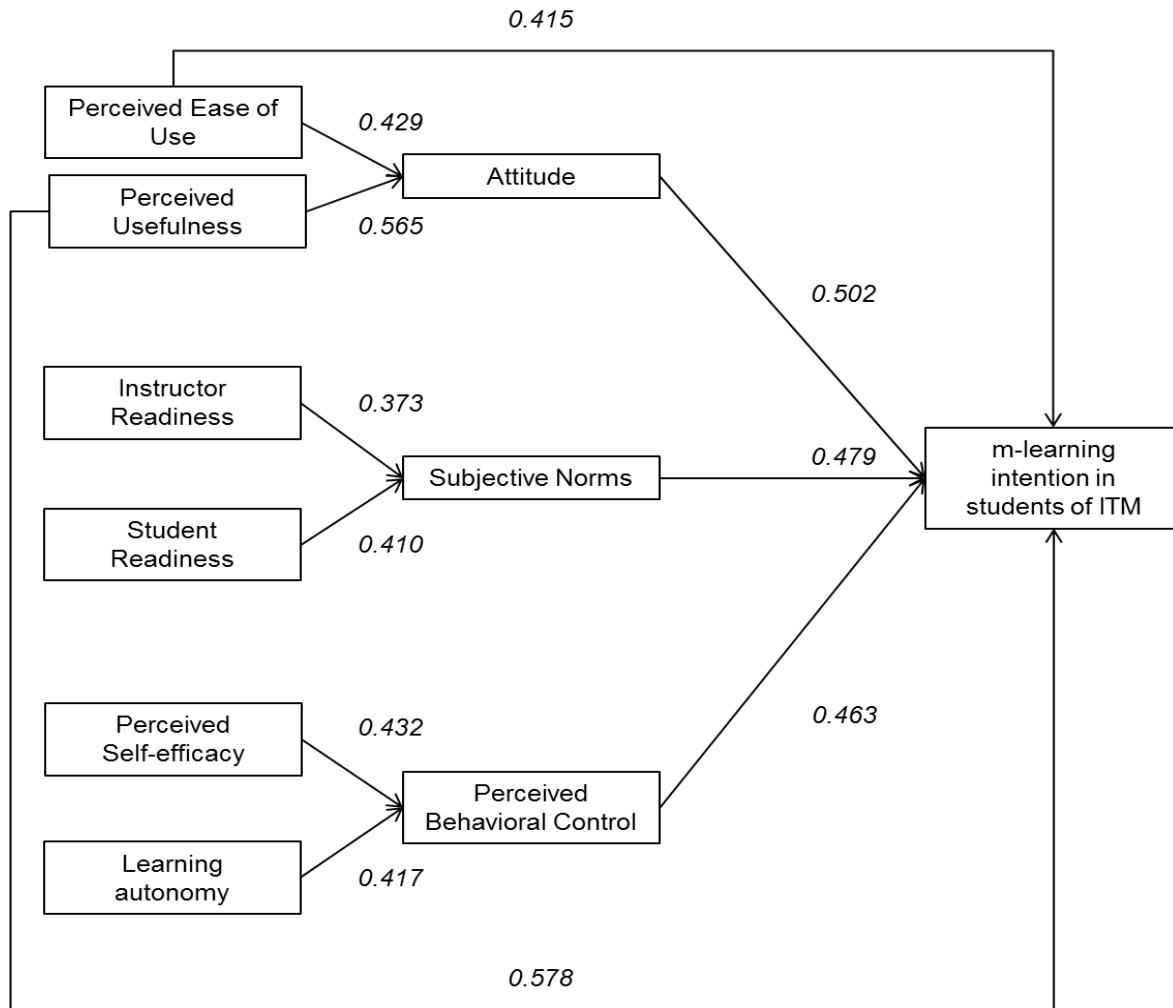 0.415
Perceived Ease of
Use
0.429
Attitude
Perceived
Usefulness
0.565
0.502
Instructor
Readiness
0.373
Subjective Norms
0.479
m-learning
intention in
students of ITM
Student
Readiness
0.410
Perceived
Self-efficacy
0.432
0.463
Perceived
Behavioral Control
Learning
autonomy
0.417
0.578